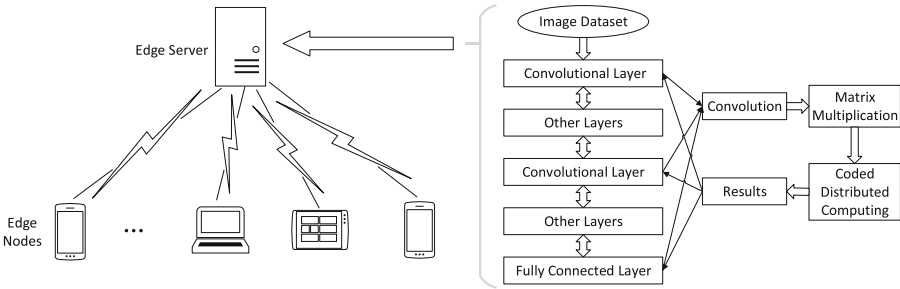 Edge Server
Edge
Nodes
...
Image Dataset
Convolutional Layer
Other Layers
Convolutional Layer
Other Layers
Fully Connected Layer
Convolution
Matrix
Multiplication
Results
Coded
Distributed
Computing